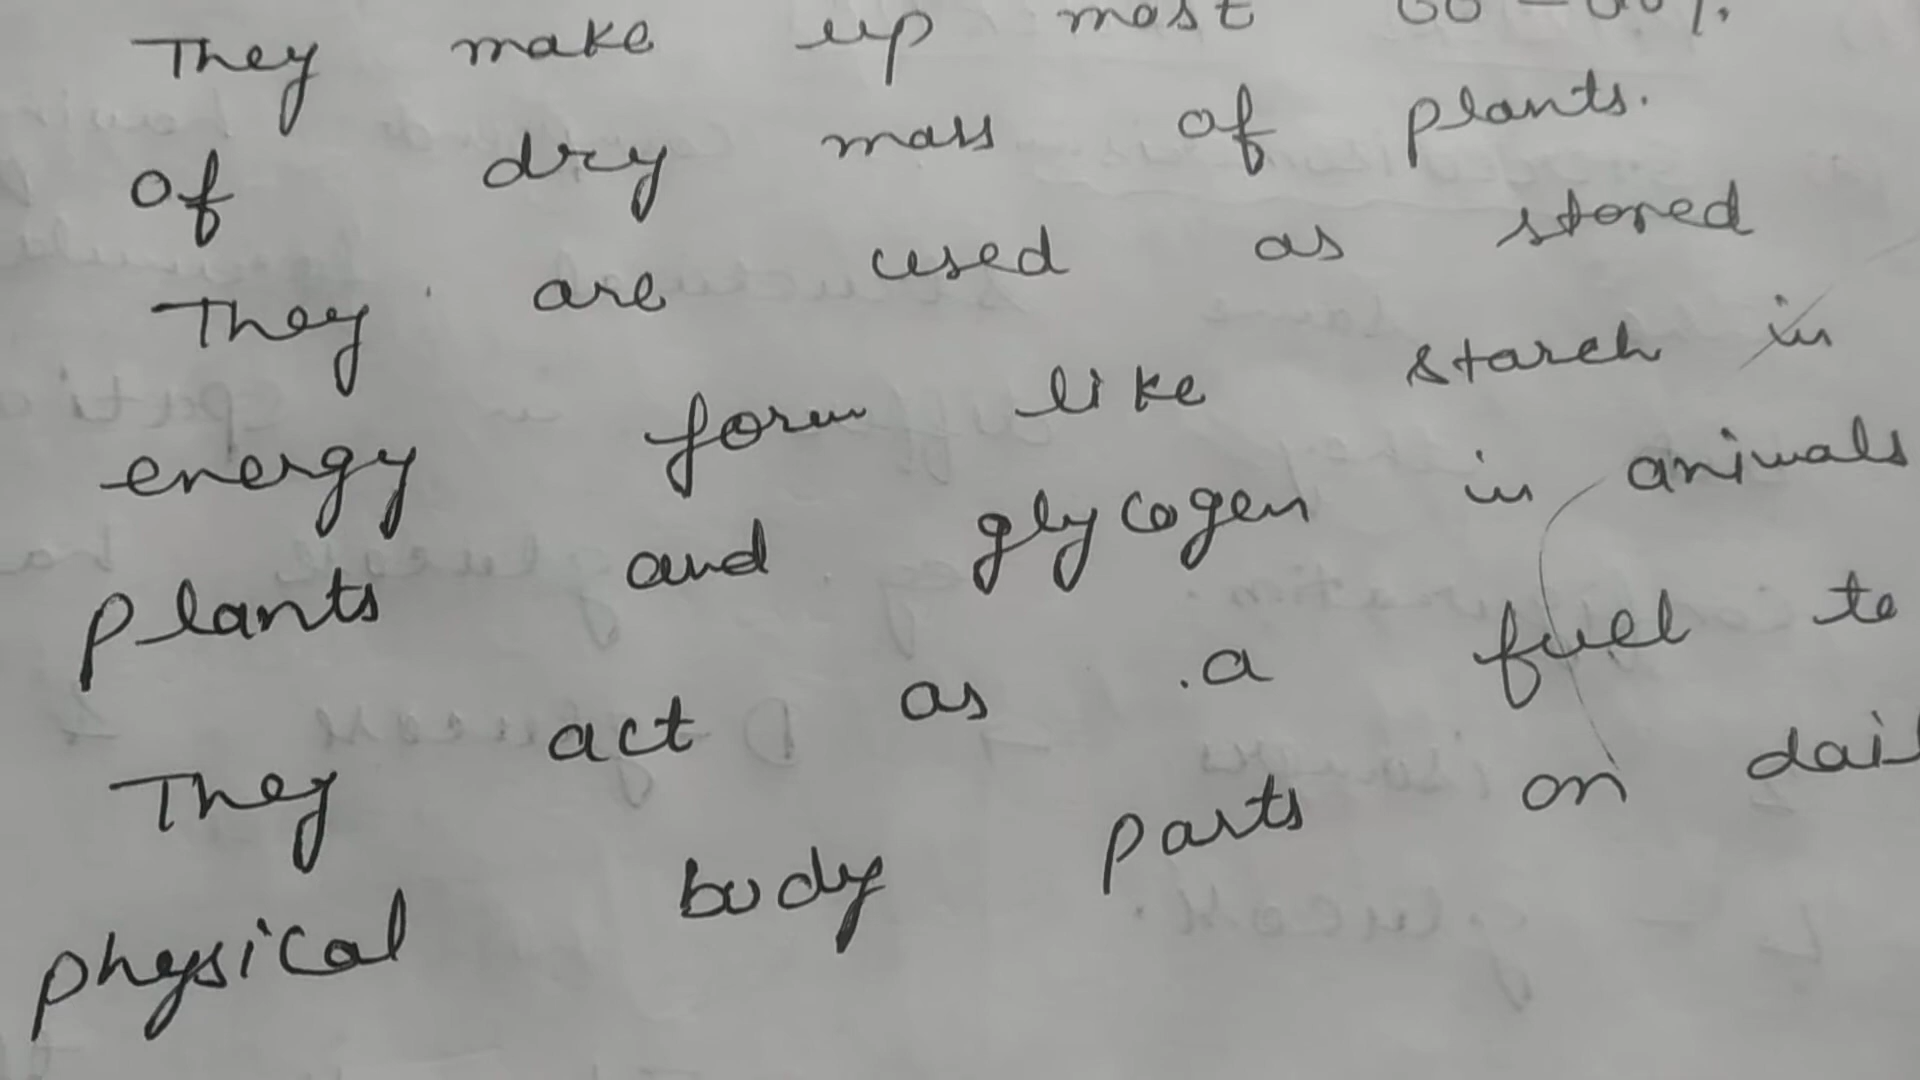 They make up most
of dry mass of plants.
They are used as stored
energy form like starch in
plants and glycogen in animals
They act as a fuel to
physical body parts on